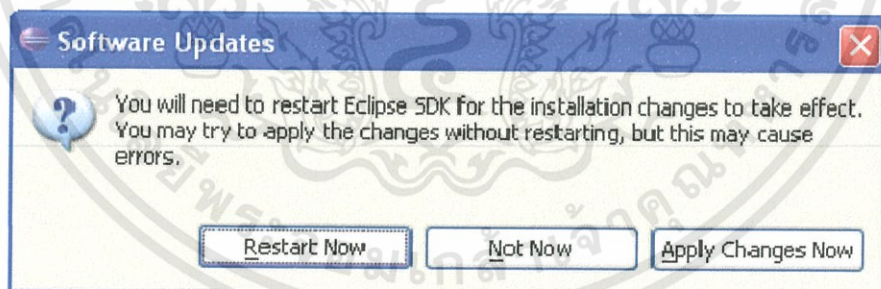 Software Updates
You will need to restart Eclipse SDK for the installation changes to take effect.
You may try to apply the changes without restarting, but this may cause
errors.
Restart Now Not Now Apply Changes Now